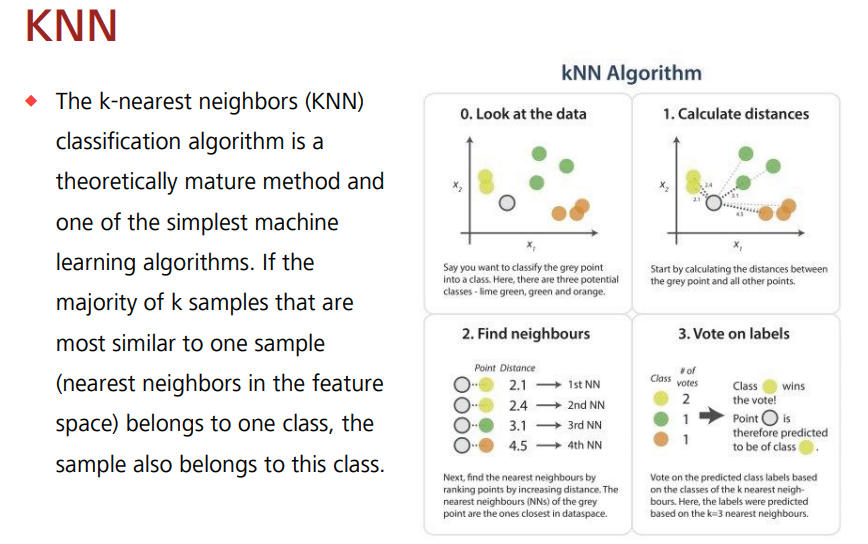 KNN
The k-nearest neighbors (KNN)
classification algorithm is a
theoretically mature method and
one of the simplest machine
learning algorithms. If the
majority of k samples that are
most similar to one sample
(nearest neighbors in the feature
space) belongs to one class, the
sample also belongs to this class.
kNN Algorithm
0. Look at the data
X2
X1
Say you want to classify the grey point
into a class. Here, there are three potential
classes - lime green, green and orange.
1. Calculate distances
X2
2.4
2.1
3.1
4.5
X1
Start by calculating the distances between
the grey point and all other points.
2. Find neighbours
Point Distance
2.1 → 1st NN
2.4 → 2nd NN
3.1 → 3rd NN
4.5 → 4th NN
Next, find the nearest neighbours by
ranking points by increasing distance. The
nearest neighbours (NNs) of the grey
point are the ones closest in dataspace.
3. Vote on labels
Class # of votes
2
1
1
Class wins
the vote!
Point is
therefore predicted
to be of class .
Vote on the predicted class labels based
on the classes of the k nearest neigh-
bours. Here, the labels were predicted
based on the k=3 nearest neighbours.